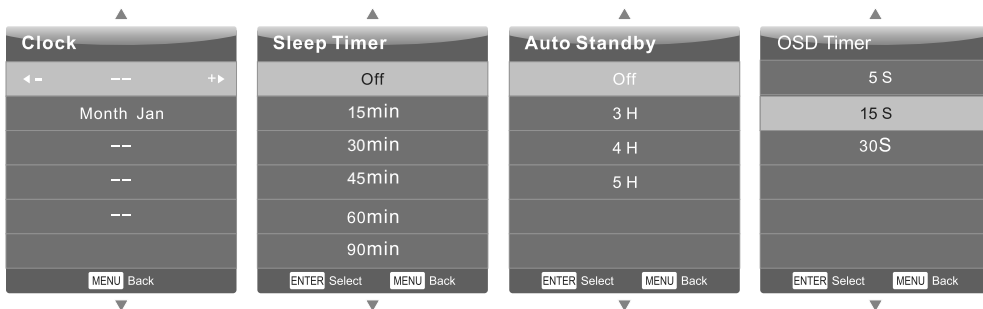 Clock
◄ - -- +►
Month Jan
--
--
--
MENU Back
Sleep Timer
Off
15min
30min
45min
60min
90min
ENTER Select MENU Back
Auto Standby
Off
3 H
4 H
5 H
ENTER Select MENU Back
OSD Timer
5 S
15 S
30S
ENTER Select MENU Back